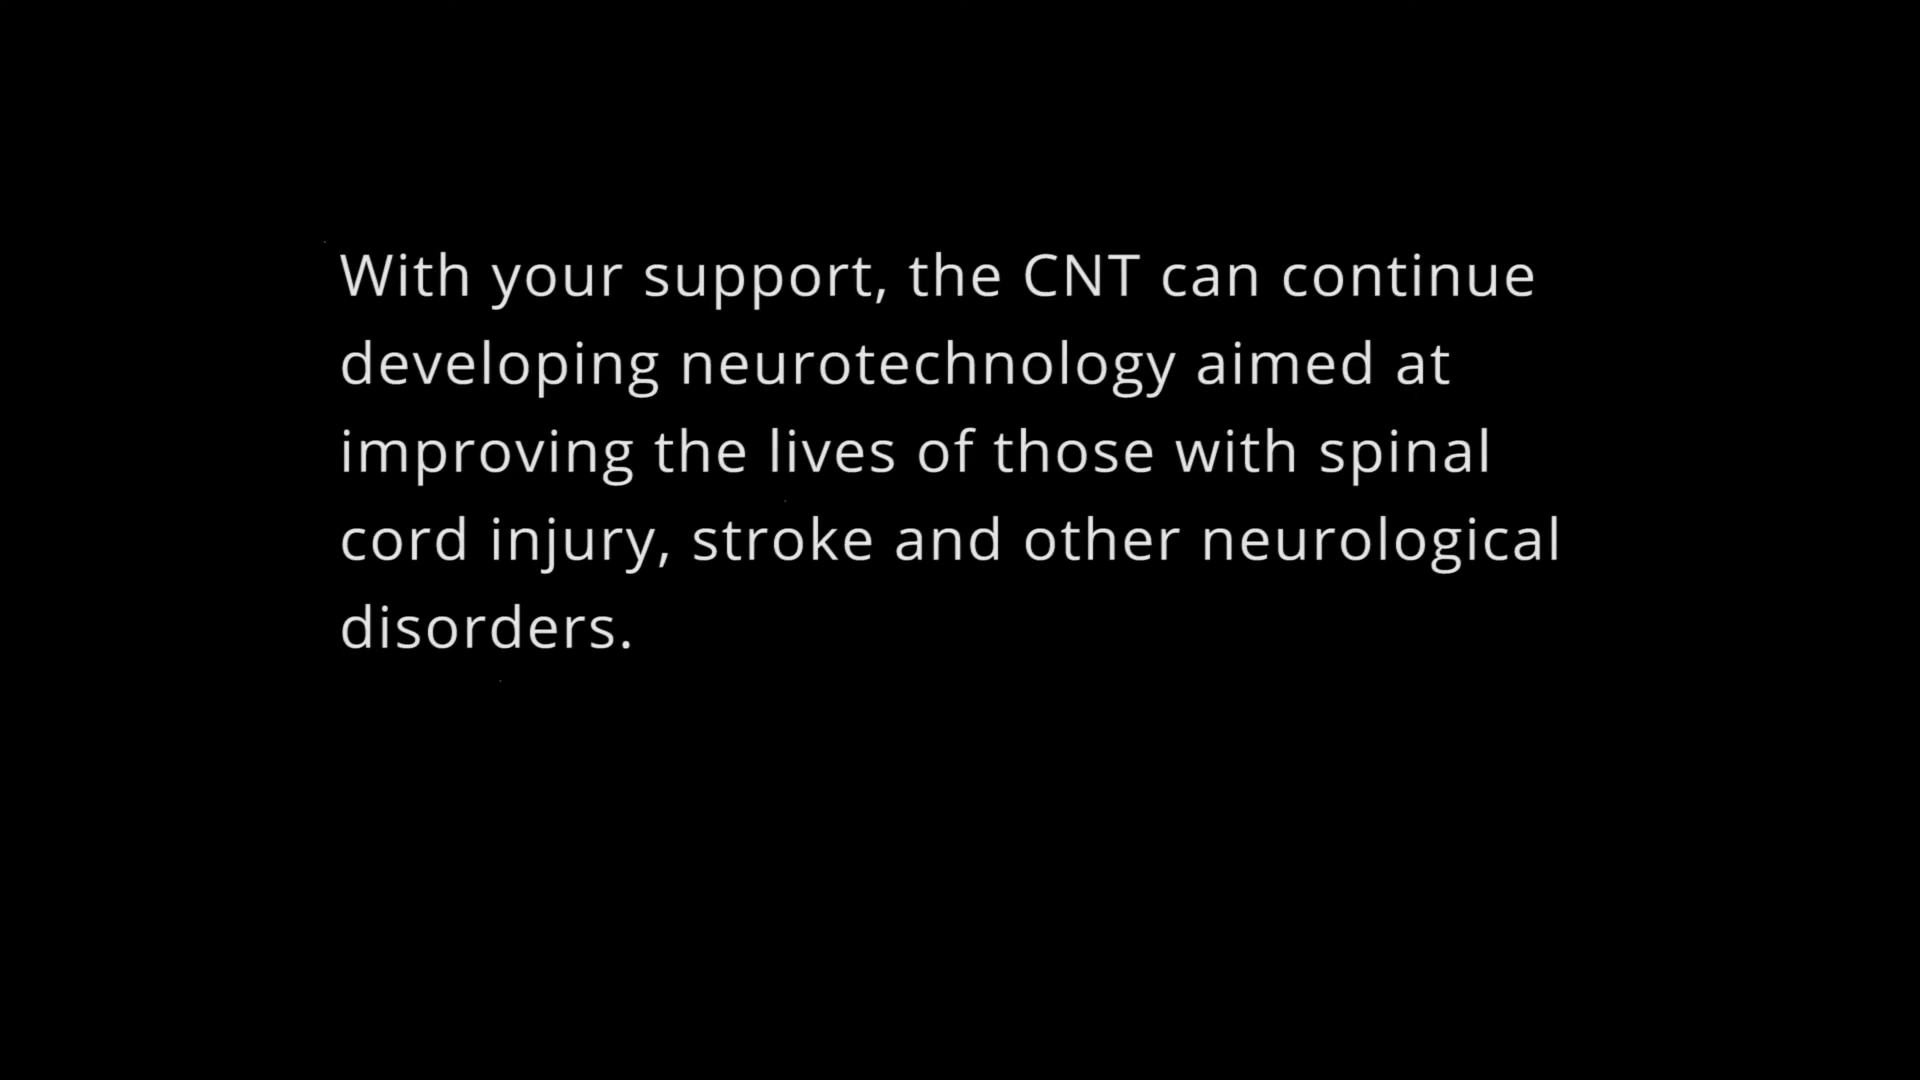 With your support, the CNT can continue
developing neurotechnology aimed at
improving the lives of those with spinal
cord injury, stroke and other neurological
disorders.